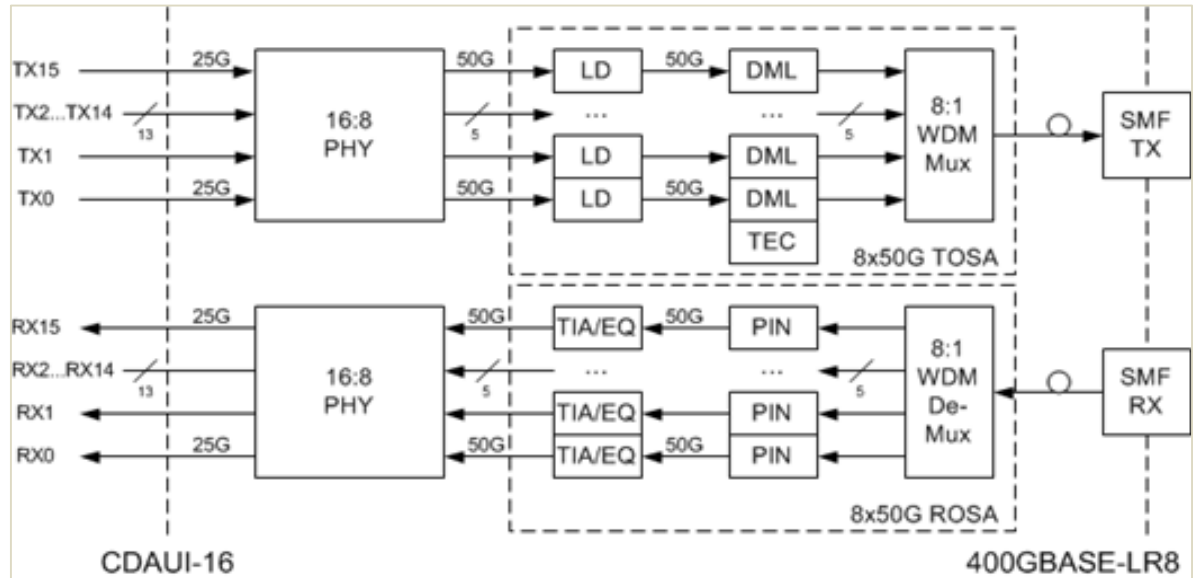 TX15 25G 50G LD 50G DML
TX2...TX14 13 5 ... ... 5
16:8 PHY
8:1 WDM Mux
SMF TX
TX1 LD DML
TX0 25G 50G LD 50G DML
TEC
8x50G TOSA
RX15 25G 50G TIA/EQ 50G PIN
RX2...RX14 13 5 ... ... 5
16:8 PHY
8:1 WDM De-Mux
SMF RX
RX1 TIA/EQ PIN
RX0 25G 50G TIA/EQ 50G PIN
8x50G ROSA
CDAUI-16 400GBASE-LR8